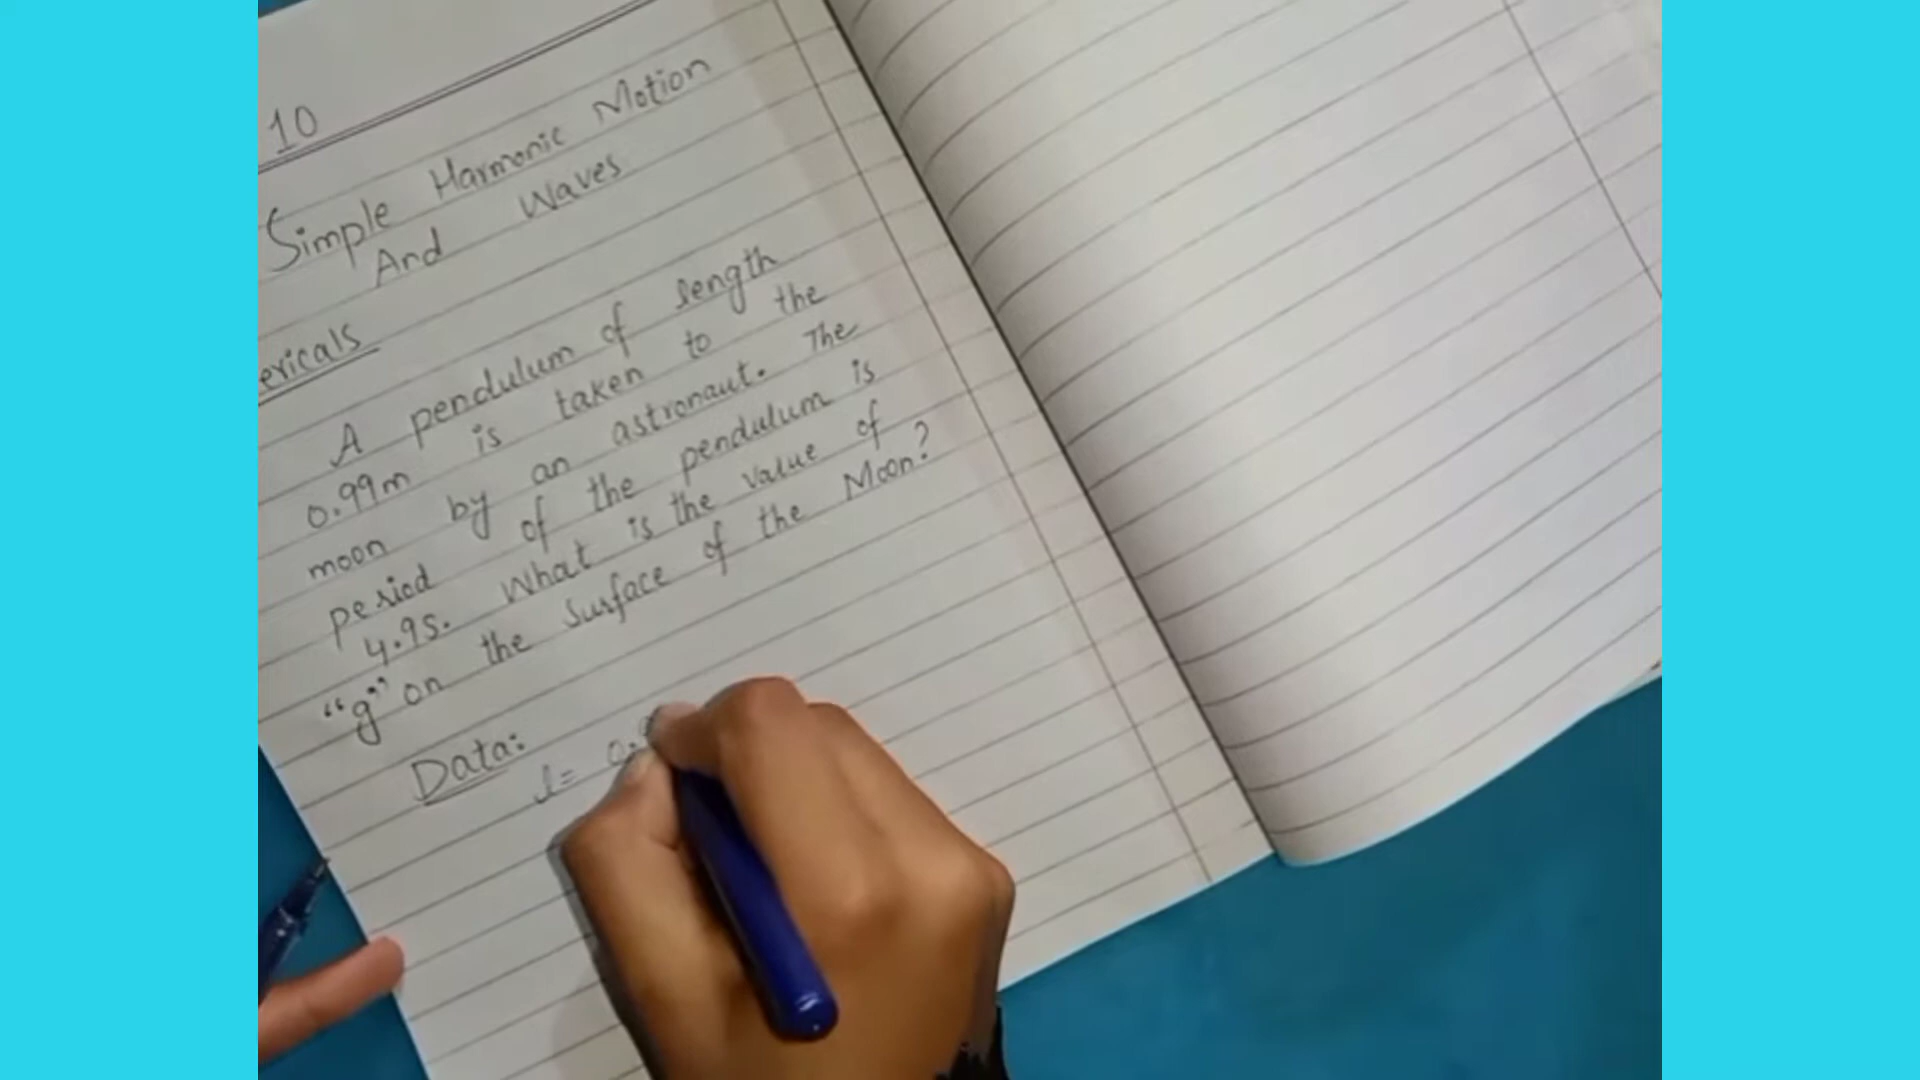 10
Simple Harmonic Motion
And Waves
ericals
A pendulum of length
0.99m is taken to the
moon by an astronaut. The
period of the pendulum is
4.9s. What is the value of
"g" on the surface of the Moon?
Data:
l= 0.